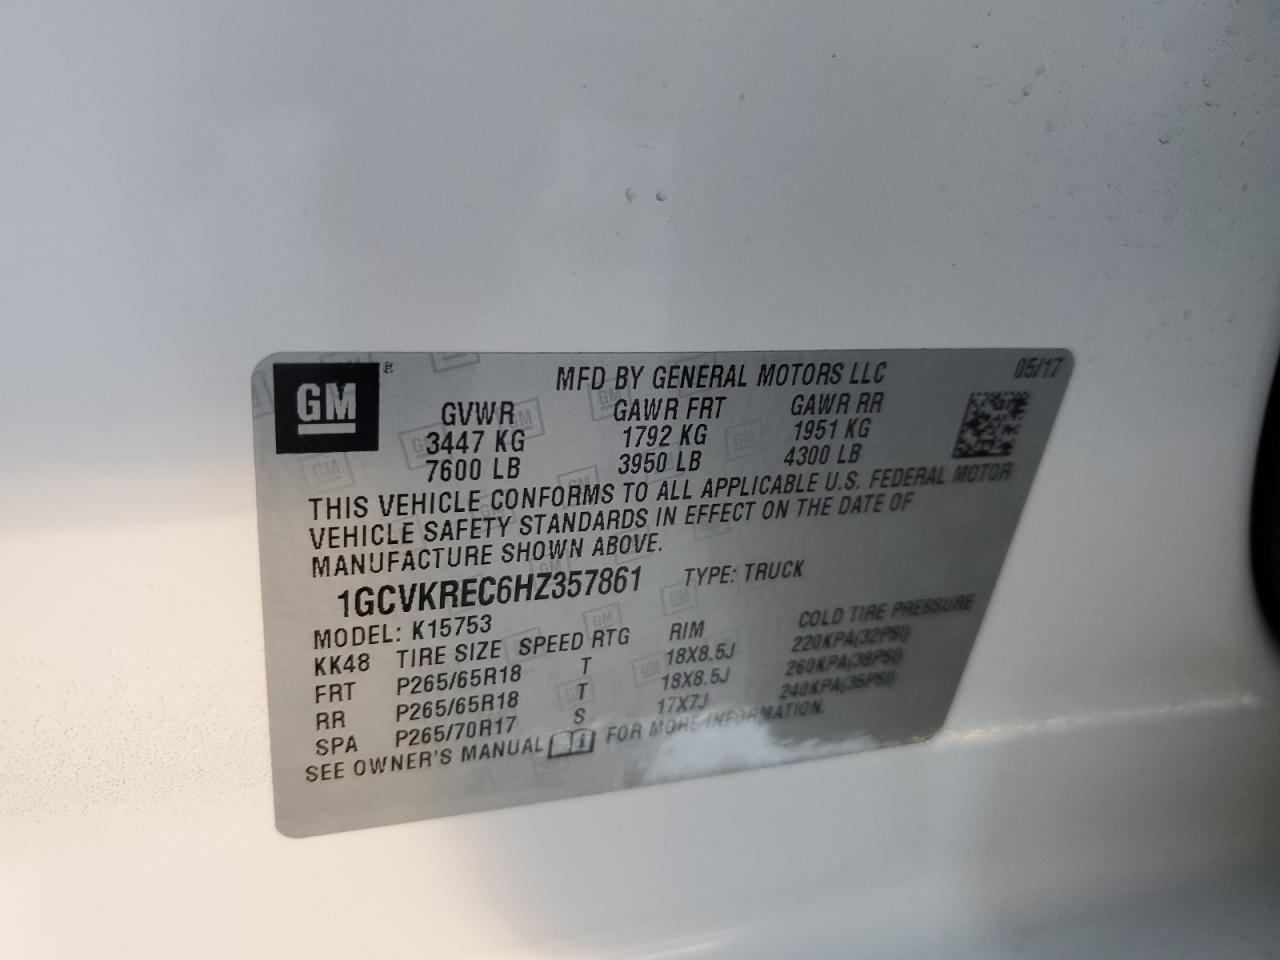 GM ®
MFD BY GENERAL MOTORS LLC 05/17
GVWR GAWR FRT GAWR RR
3447 KG 1792 KG 1951 KG
7600 LB 3950 LB 4300 LB
THIS VEHICLE CONFORMS TO ALL APPLICABLE U.S. FEDERAL MOTOR
VEHICLE SAFETY STANDARDS IN EFFECT ON THE DATE OF
MANUFACTURE SHOWN ABOVE.
1GCVKREC6HZ357861 TYPE: TRUCK
MODEL: K15753
KK48 TIRE SIZE SPEED RTG RIM COLD TIRE PRESSURE
FRT P265/65R18 T 18X8.5J 220KPA(32PSI)
RR P265/65R18 T 18X8.5J 260KPA(38PSI)
SPA P265/70R17 S 17X7J 240KPA(35PSI)
SEE OWNER'S MANUAL FOR MORE INFORMATION.